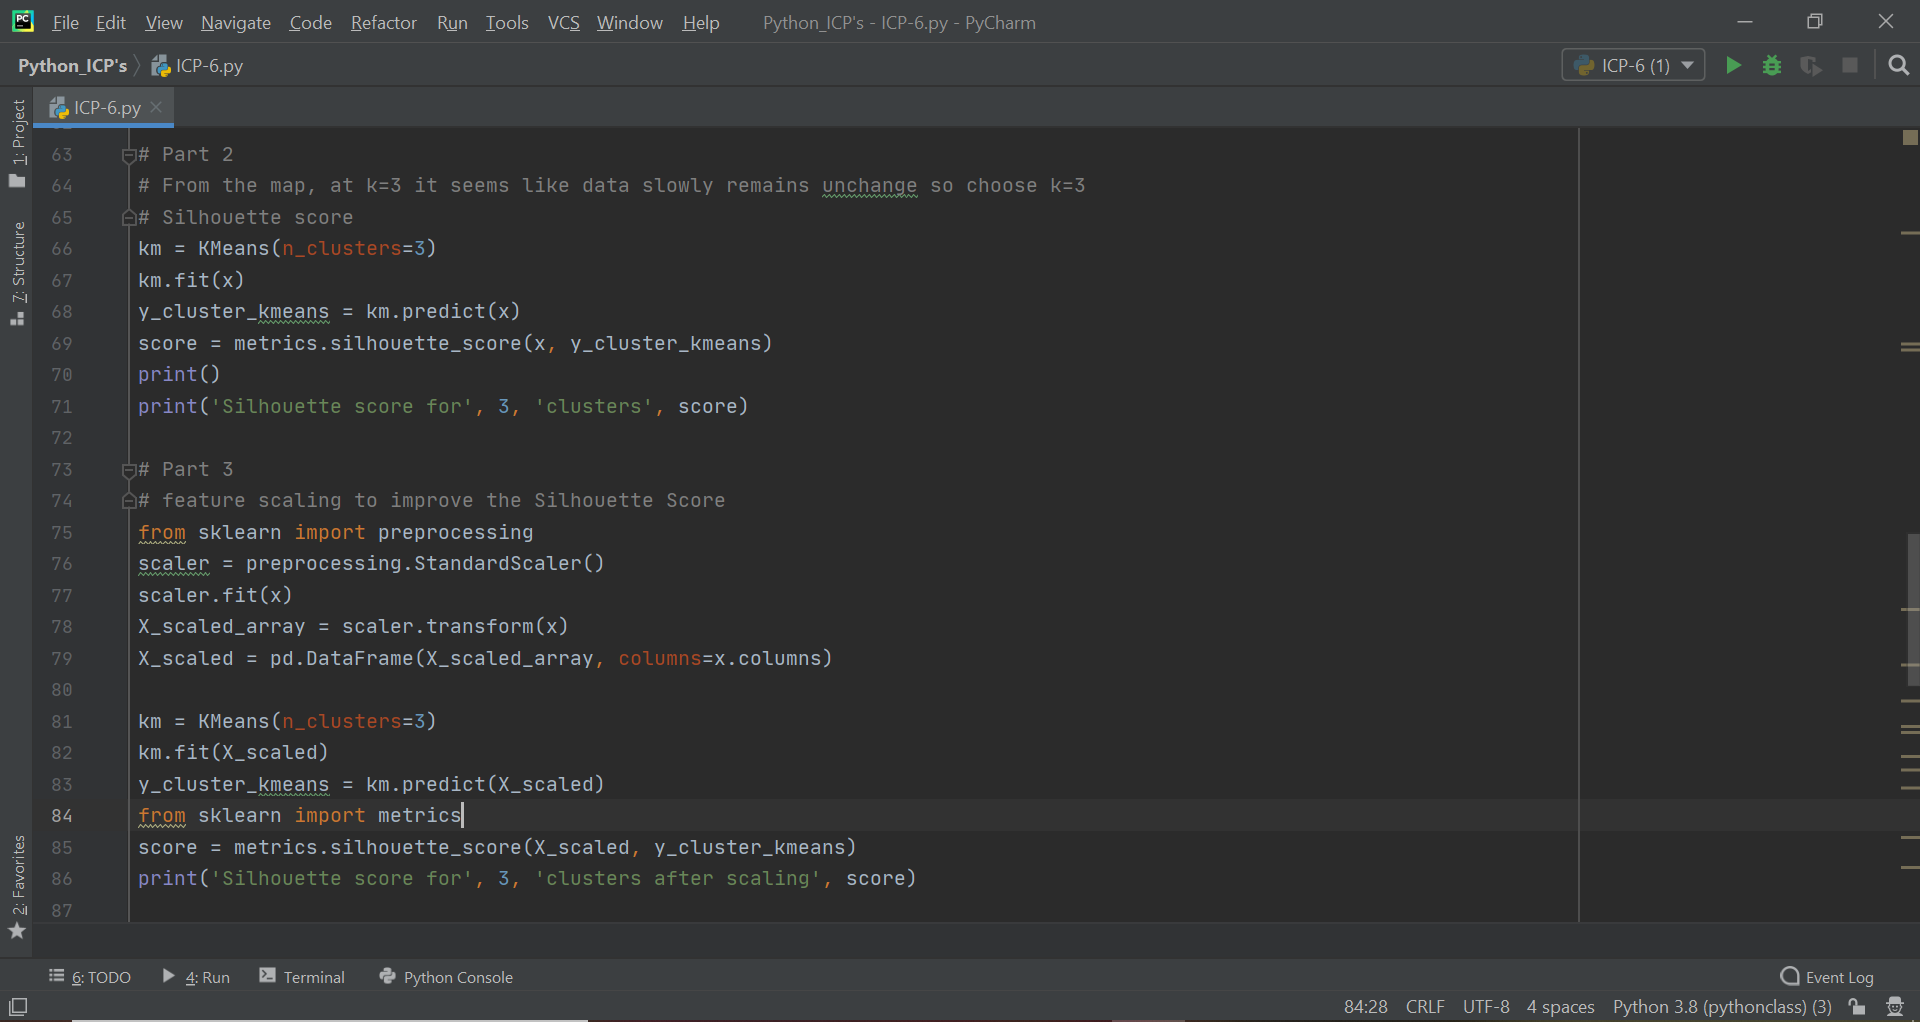 PC File Edit View Navigate Code Refactor Run Tools VCS Window Help Python_ICP's - ICP-6.py - PyCharm
Python_ICP's ICP-6.py ICP-6 (1)
ICP-6.py
1: Project
7: Structure
2: Favorites
63 # Part 2
64 # From the map, at k=3 it seems like data slowly remains unchange so choose k=3
65 # Silhouette score
66 km = KMeans(n_clusters=3)
67 km.fit(x)
68 y_cluster_kmeans = km.predict(x)
69 score = metrics.silhouette_score(x, y_cluster_kmeans)
70 print()
71 print('Silhouette score for', 3, 'clusters', score)
72
73 # Part 3
74 # feature scaling to improve the Silhouette Score
75 from sklearn import preprocessing
76 scaler = preprocessing.StandardScaler()
77 scaler.fit(x)
78 X_scaled_array = scaler.transform(x)
79 X_scaled = pd.DataFrame(X_scaled_array, columns=x.columns)
80
81 km = KMeans(n_clusters=3)
82 km.fit(X_scaled)
83 y_cluster_kmeans = km.predict(X_scaled)
84 from sklearn import metrics
85 score = metrics.silhouette_score(X_scaled, y_cluster_kmeans)
86 print('Silhouette score for', 3, 'clusters after scaling', score)
87
6: TODO 4: Run Terminal Python Console Event Log
84:28 CRLF UTF-8 4 spaces Python 3.8 (pythonclass) (3)